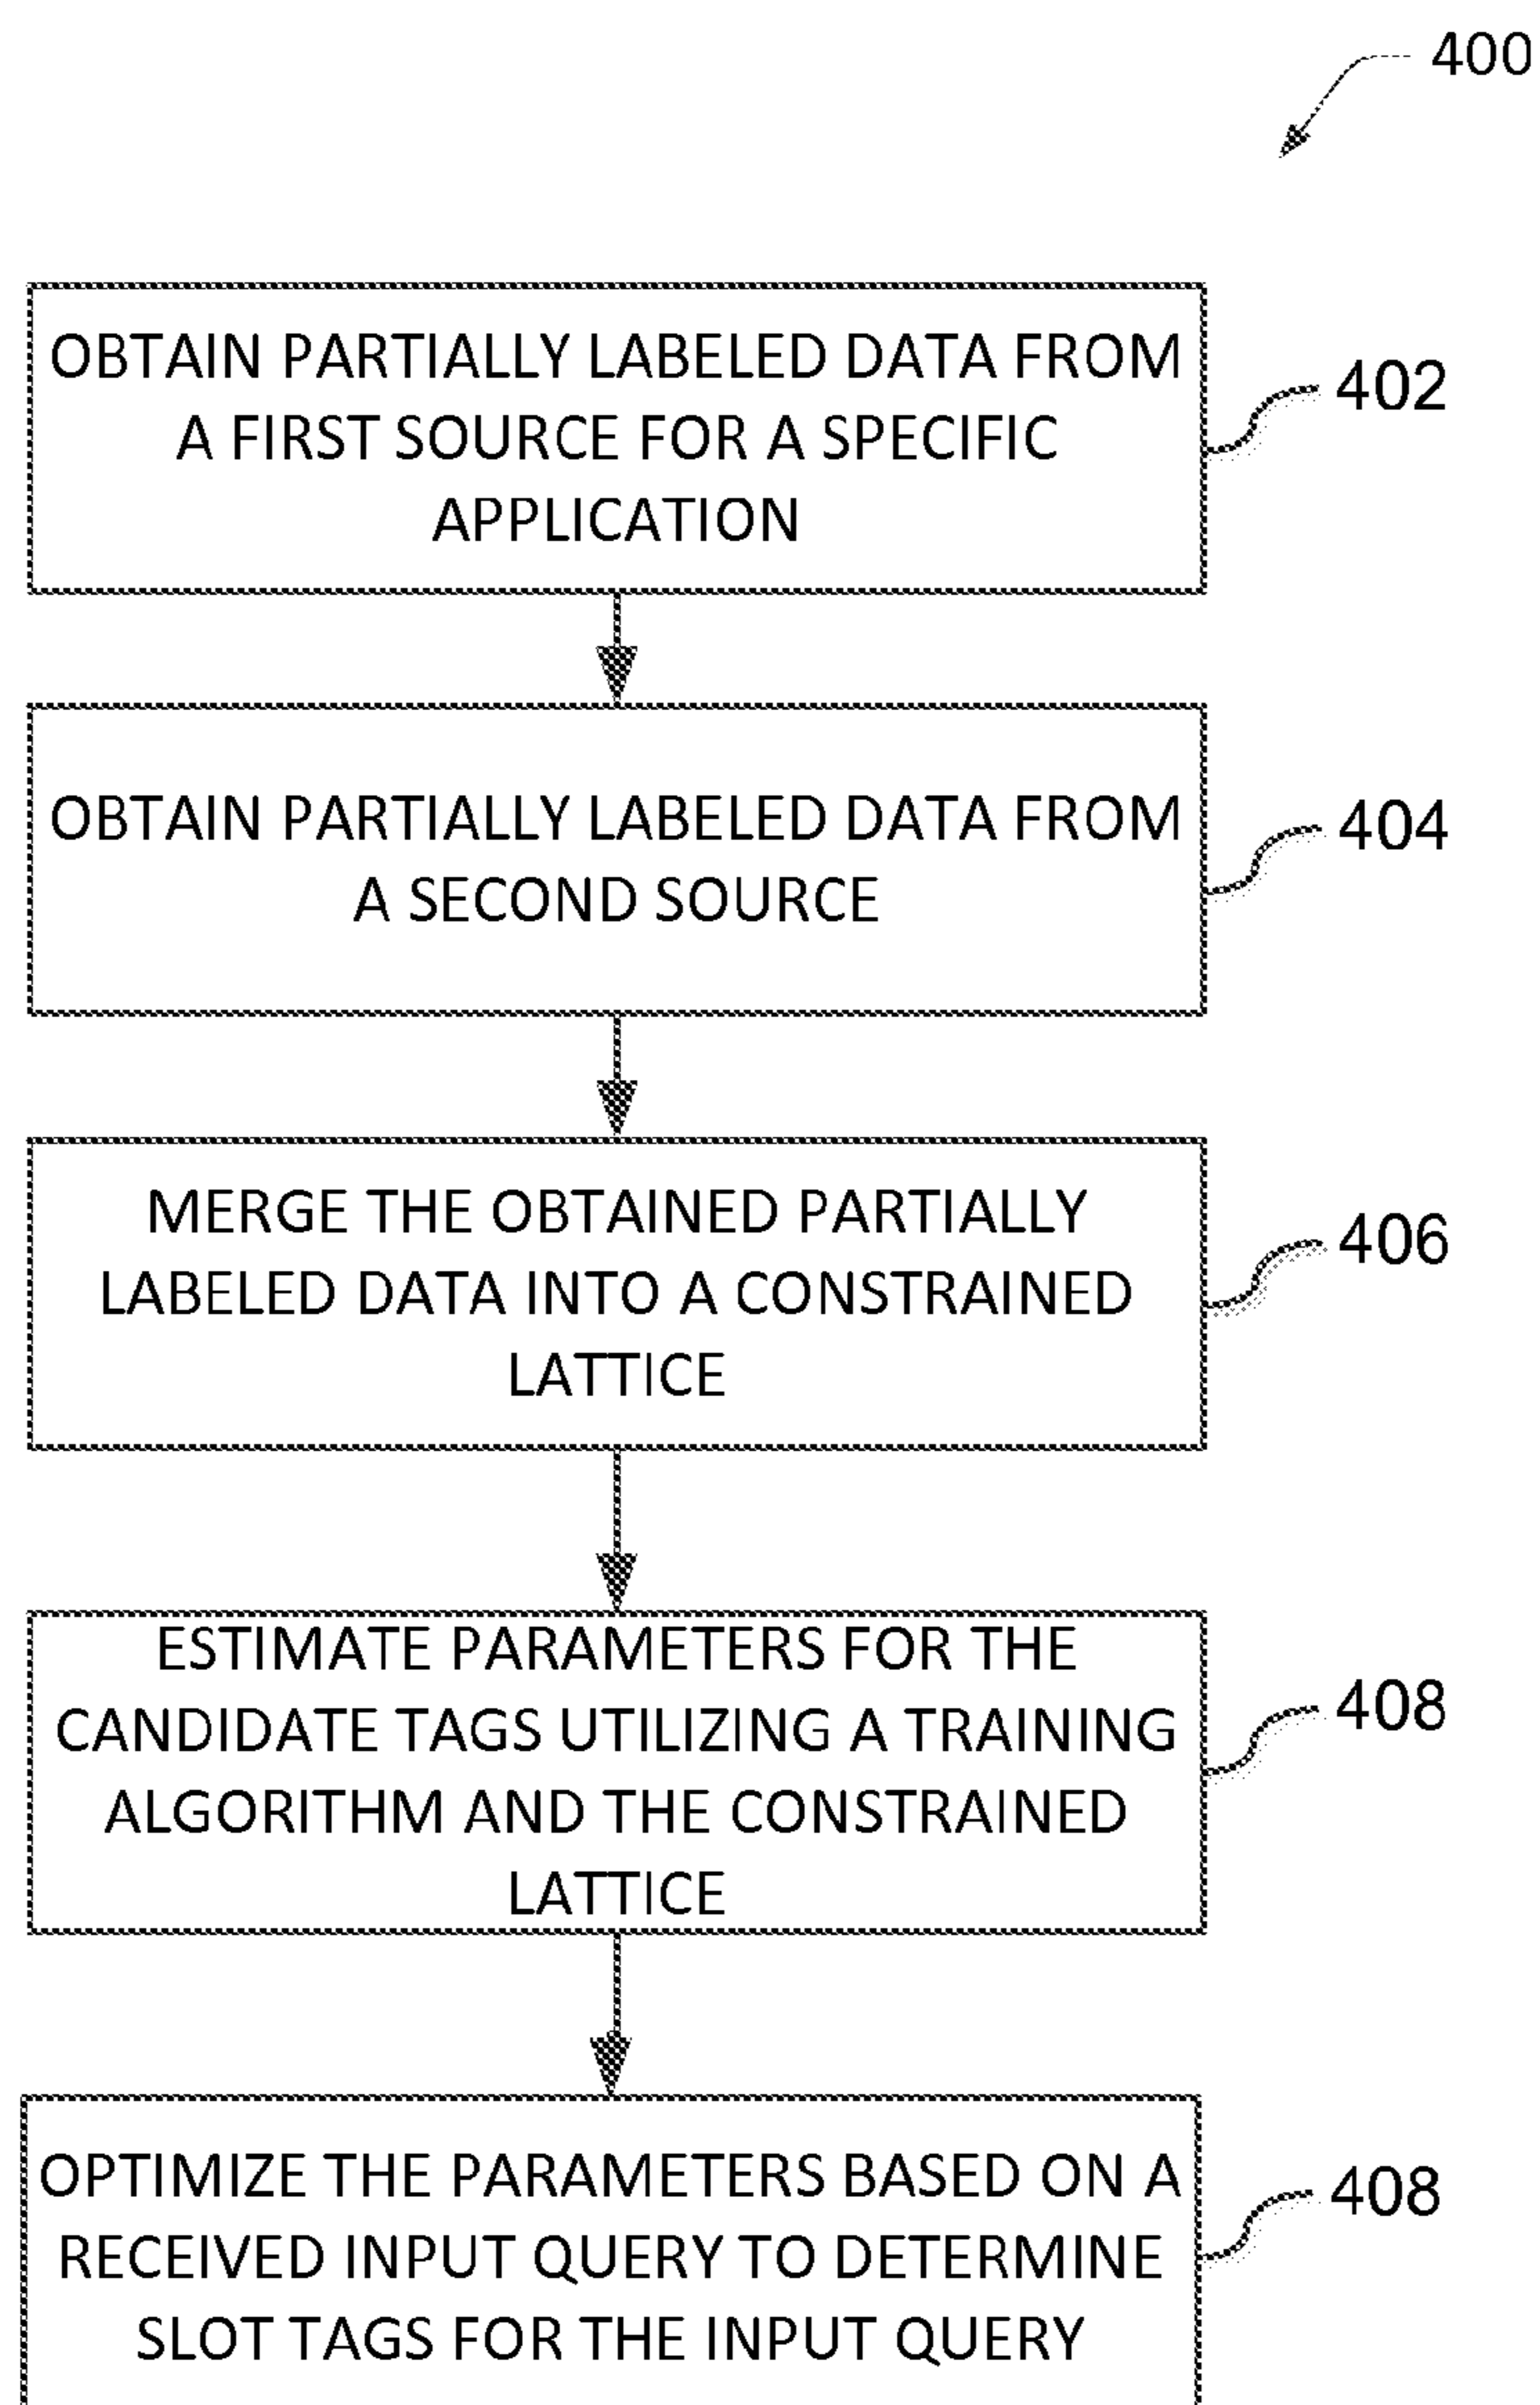 400
OBTAIN PARTIALLY LABELED DATA FROM
A FIRST SOURCE FOR A SPECIFIC
APPLICATION
402
OBTAIN PARTIALLY LABELED DATA FROM
A SECOND SOURCE
404
MERGE THE OBTAINED PARTIALLY
LABELED DATA INTO A CONSTRAINED
LATTICE
406
ESTIMATE PARAMETERS FOR THE
CANDIDATE TAGS UTILIZING A TRAINING
ALGORITHM AND THE CONSTRAINED
LATTICE
408
OPTIMIZE THE PARAMETERS BASED ON A
RECEIVED INPUT QUERY TO DETERMINE
SLOT TAGS FOR THE INPUT QUERY
408